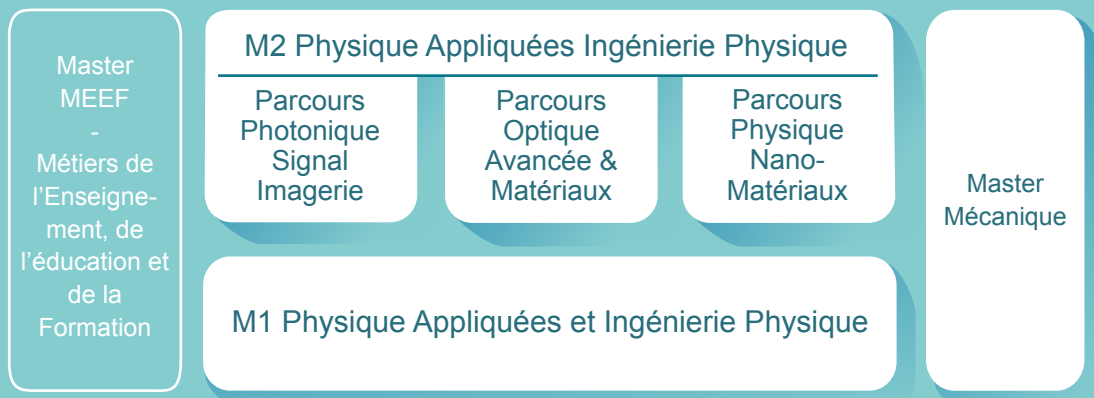 Master
MEEF
-
Métiers de
l'Enseigne-
ment, de
l'éducation et
de la
Formation
M2 Physique Appliquées Ingénierie Physique
Parcours
Photonique
Signal
Imagerie
Parcours
Optique
Avancée &
Matériaux
Parcours
Physique
Nano-
Matériaux
M1 Physique Appliquées et Ingénierie Physique
Master
Mécanique